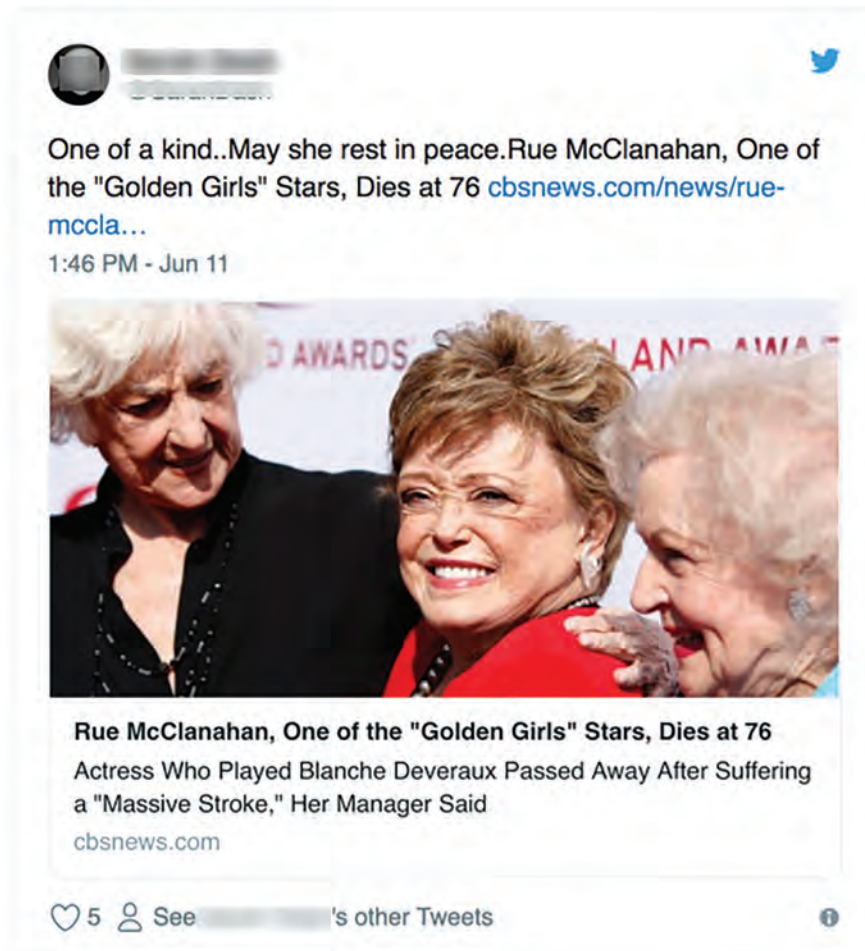 One of a kind..May she rest in peace.Rue McClanahan, One of
the "Golden Girls" Stars, Dies at 76 cbsnews.com/news/rue-
mccla...
1:46 PM - Jun 11
D AWARDS
LAND AWA
Rue McClanahan, One of the "Golden Girls" Stars, Dies at 76
Actress Who Played Blanche Deveraux Passed Away After Suffering
a "Massive Stroke," Her Manager Said
cbsnews.com
5 See 's other Tweets